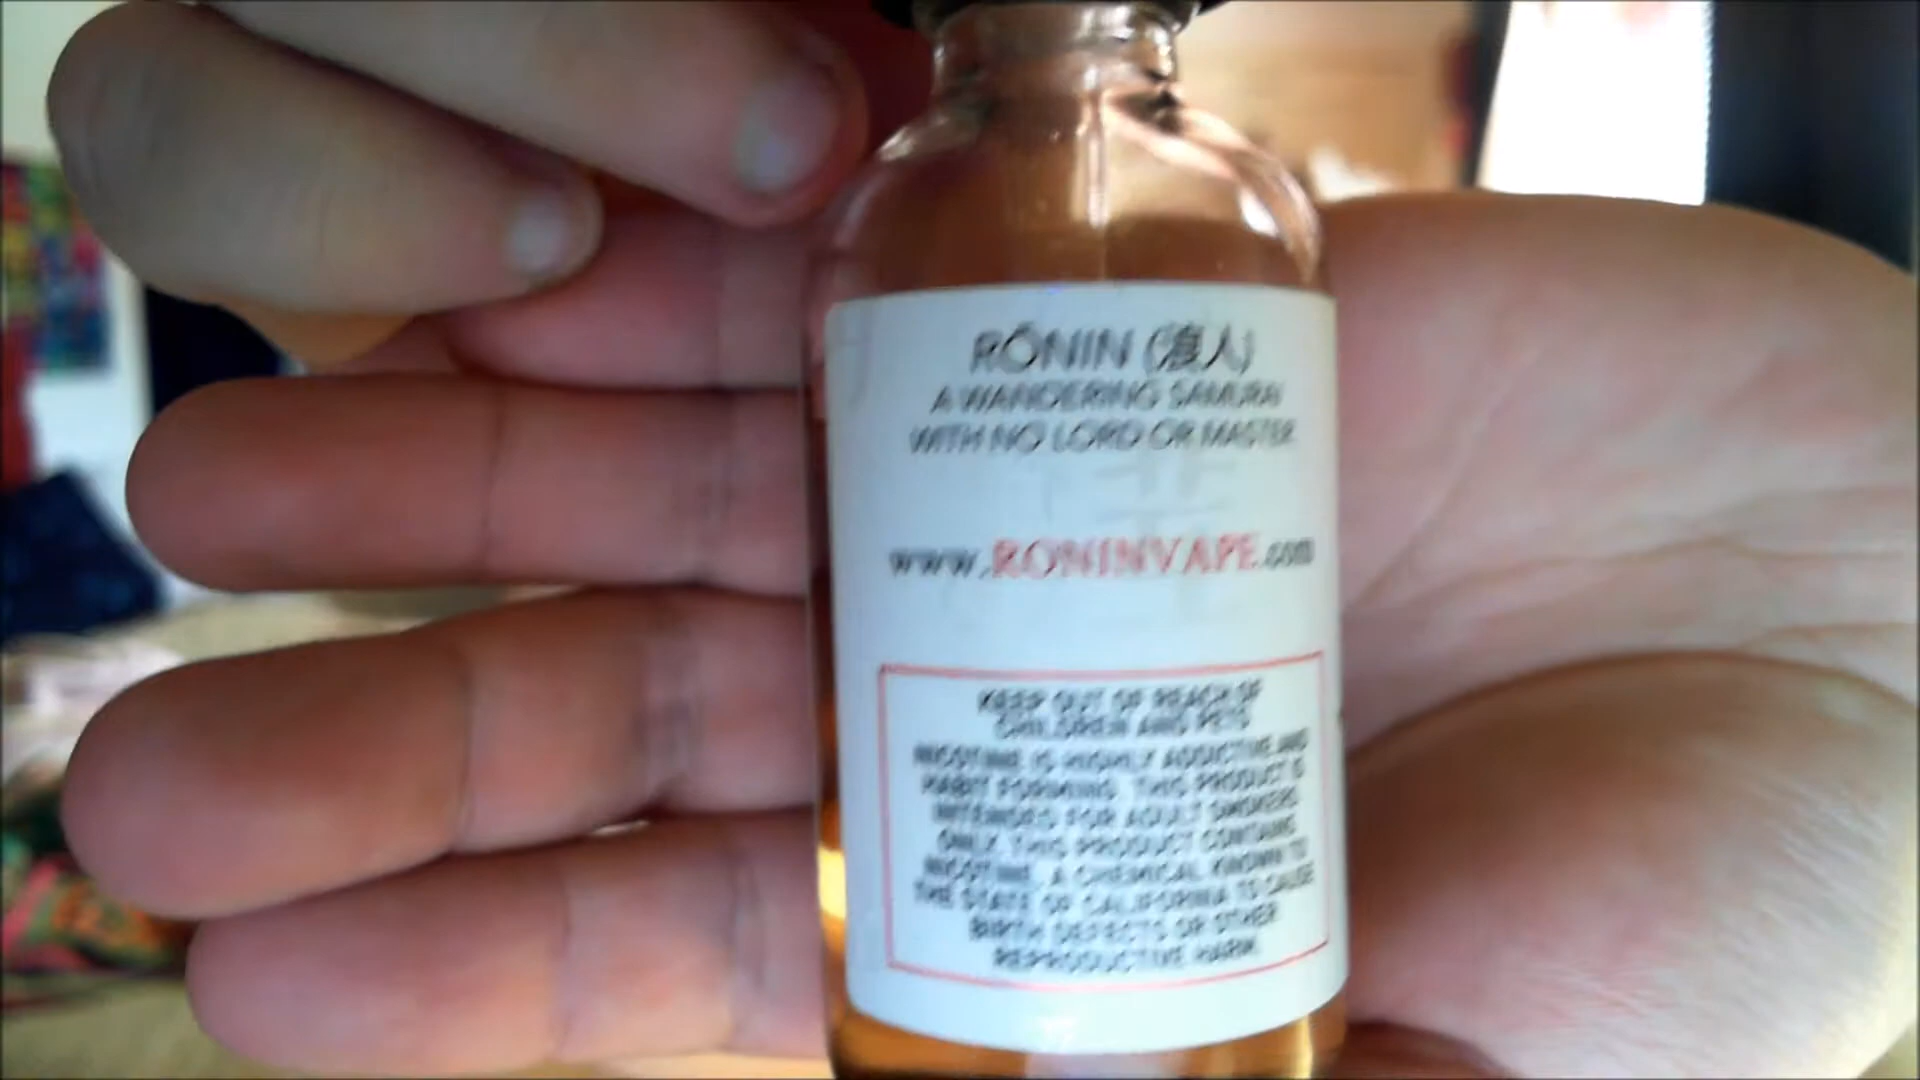 RŌNIN (浪人)
A WANDERING SAMURAI
WITH NO LORD OR MASTER
www.RONINVAPE.com
KEEP OUT OF REACH OF
CHILDREN AND PETS
NICOTINE IS HIGHLY ADDICTIVE AND
HABIT FORMING. THIS PRODUCT IS
INTENDED FOR ADULT SMOKERS
ONLY. THIS PRODUCT CONTAINS
NICOTINE, A CHEMICAL KNOWN TO
THE STATE OF CALIFORNIA TO CAUSE
BIRTH DEFECTS OR OTHER
REPRODUCTIVE HARM.